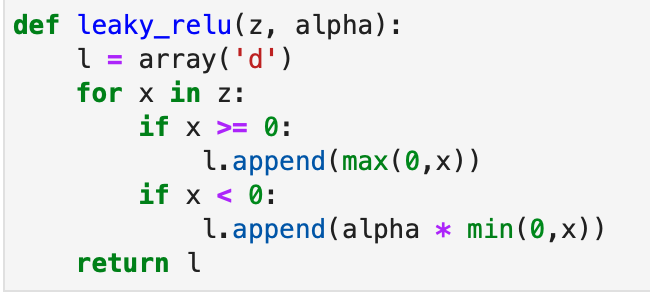 def leaky_relu(z, alpha):
    l = array('d')
    for x in z:
        if x >= 0:
            l.append(max(0,x))
        if x < 0:
            l.append(alpha * min(0,x))
    return l